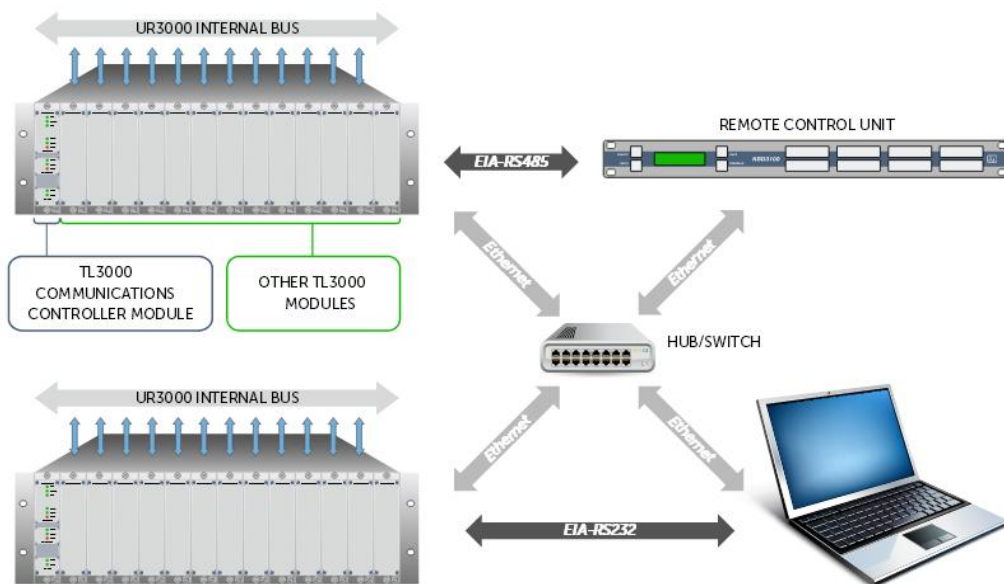 UR3000 INTERNAL BUS
REMOTE CONTROL UNIT
EIA-RS485
Ethernet
Ethernet
TL3000
COMMUNICATIONS
CONTROLLER MODULE
OTHER TL3000
MODULES
HUB/SWITCH
UR3000 INTERNAL BUS
Ethernet
Ethernet
EIA-RS232